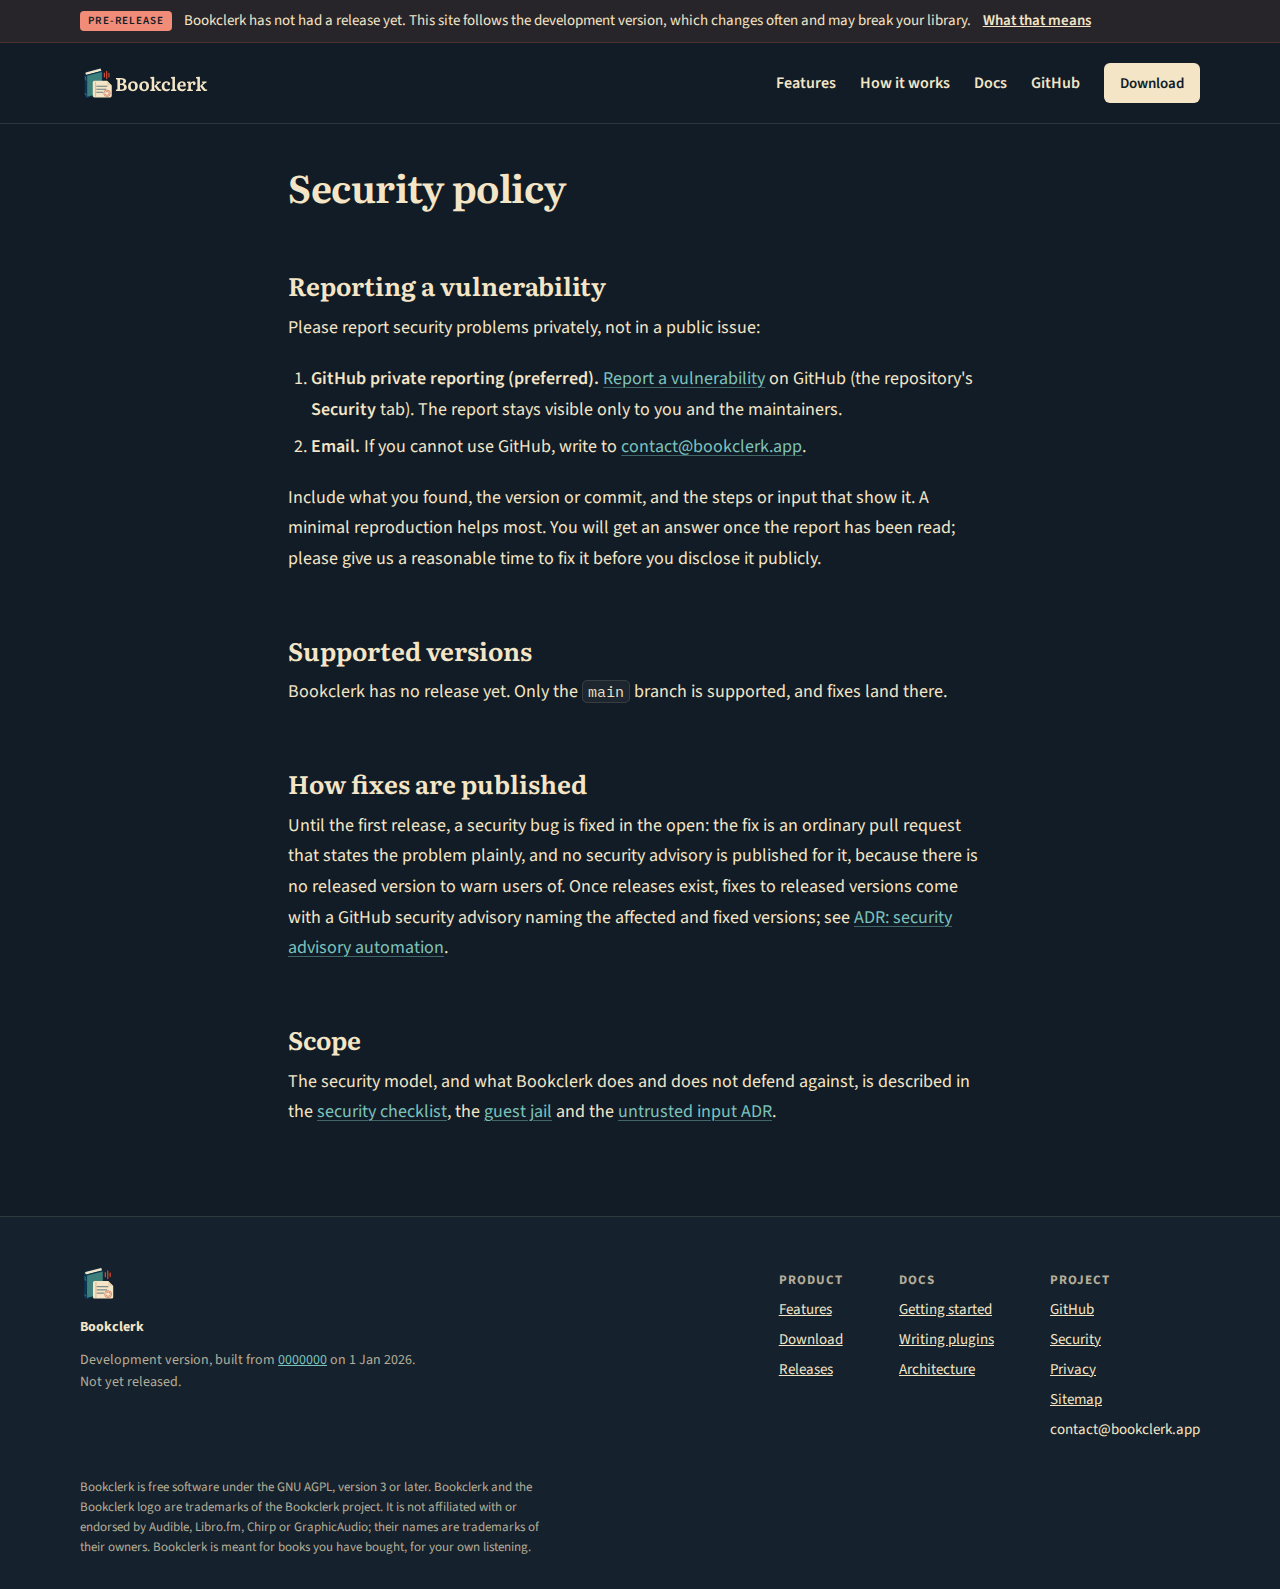 PRE-RELEASE Bookclerk has not had a release yet. This site follows the development version, which changes often and may break your library. What that means
Bookclerk Features How it works Docs GitHub Download
Security policy
Reporting a vulnerability
Please report security problems privately, not in a public issue:
1. GitHub private reporting (preferred). Report a vulnerability on GitHub (the repository's
Security tab). The report stays visible only to you and the maintainers.
2. Email. If you cannot use GitHub, write to contact@bookclerk.app.
Include what you found, the version or commit, and the steps or input that show it. A
minimal reproduction helps most. You will get an answer once the report has been read;
please give us a reasonable time to fix it before you disclose it publicly.
Supported versions
Bookclerk has no release yet. Only the main branch is supported, and fixes land there.
How fixes are published
Until the first release, a security bug is fixed in the open: the fix is an ordinary pull request
that states the problem plainly, and no security advisory is published for it, because there is
no released version to warn users of. Once releases exist, fixes to released versions come
with a GitHub security advisory naming the affected and fixed versions; see ADR: security
advisory automation.
Scope
The security model, and what Bookclerk does and does not defend against, is described in
the security checklist, the guest jail and the untrusted input ADR.
Bookclerk
Development version, built from 0000000 on 1 Jan 2026.
Not yet released.
PRODUCT
Features
Download
Releases
DOCS
Getting started
Writing plugins
Architecture
PROJECT
GitHub
Security
Privacy
Sitemap
contact@bookclerk.app
Bookclerk is free software under the GNU AGPL, version 3 or later. Bookclerk and the
Bookclerk logo are trademarks of the Bookclerk project. It is not affiliated with or
endorsed by Audible, Libro.fm, Chirp or GraphicAudio; their names are trademarks of
their owners. Bookclerk is meant for books you have bought, for your own listening.